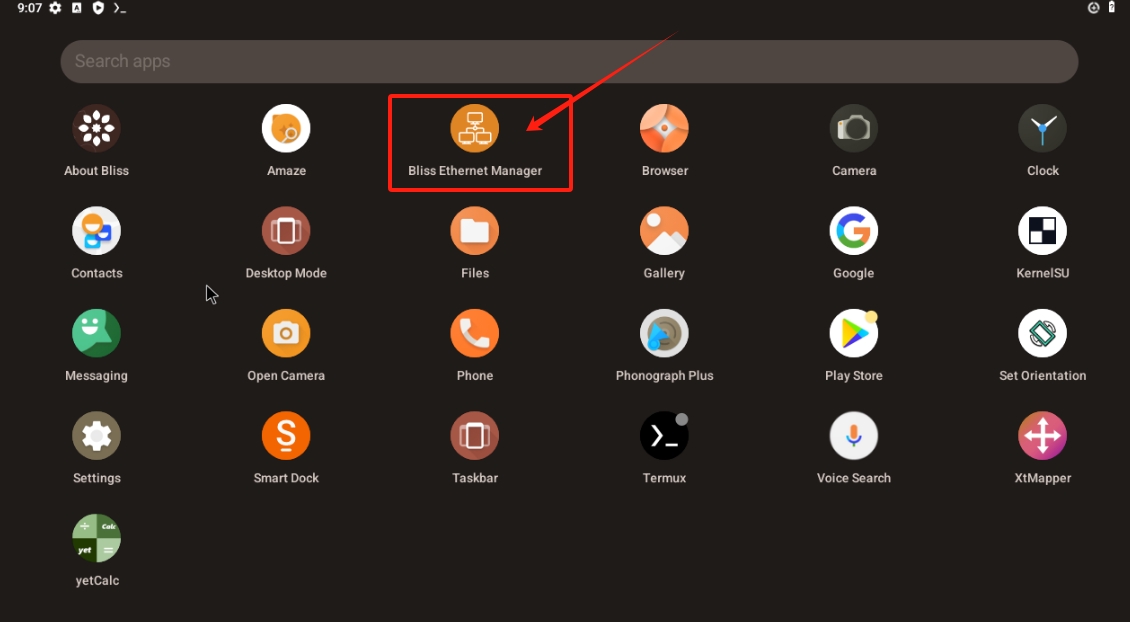 9:07
Search apps
About Bliss
Amaze
Bliss Ethernet Manager
Browser
Camera
Clock
Contacts
Desktop Mode
Files
Gallery
Google
KernelSU
Messaging
Open Camera
Phone
Phonograph Plus
Play Store
Set Orientation
Settings
Smart Dock
Taskbar
Termux
Voice Search
XtMapper
Calc
yet
yetCalc